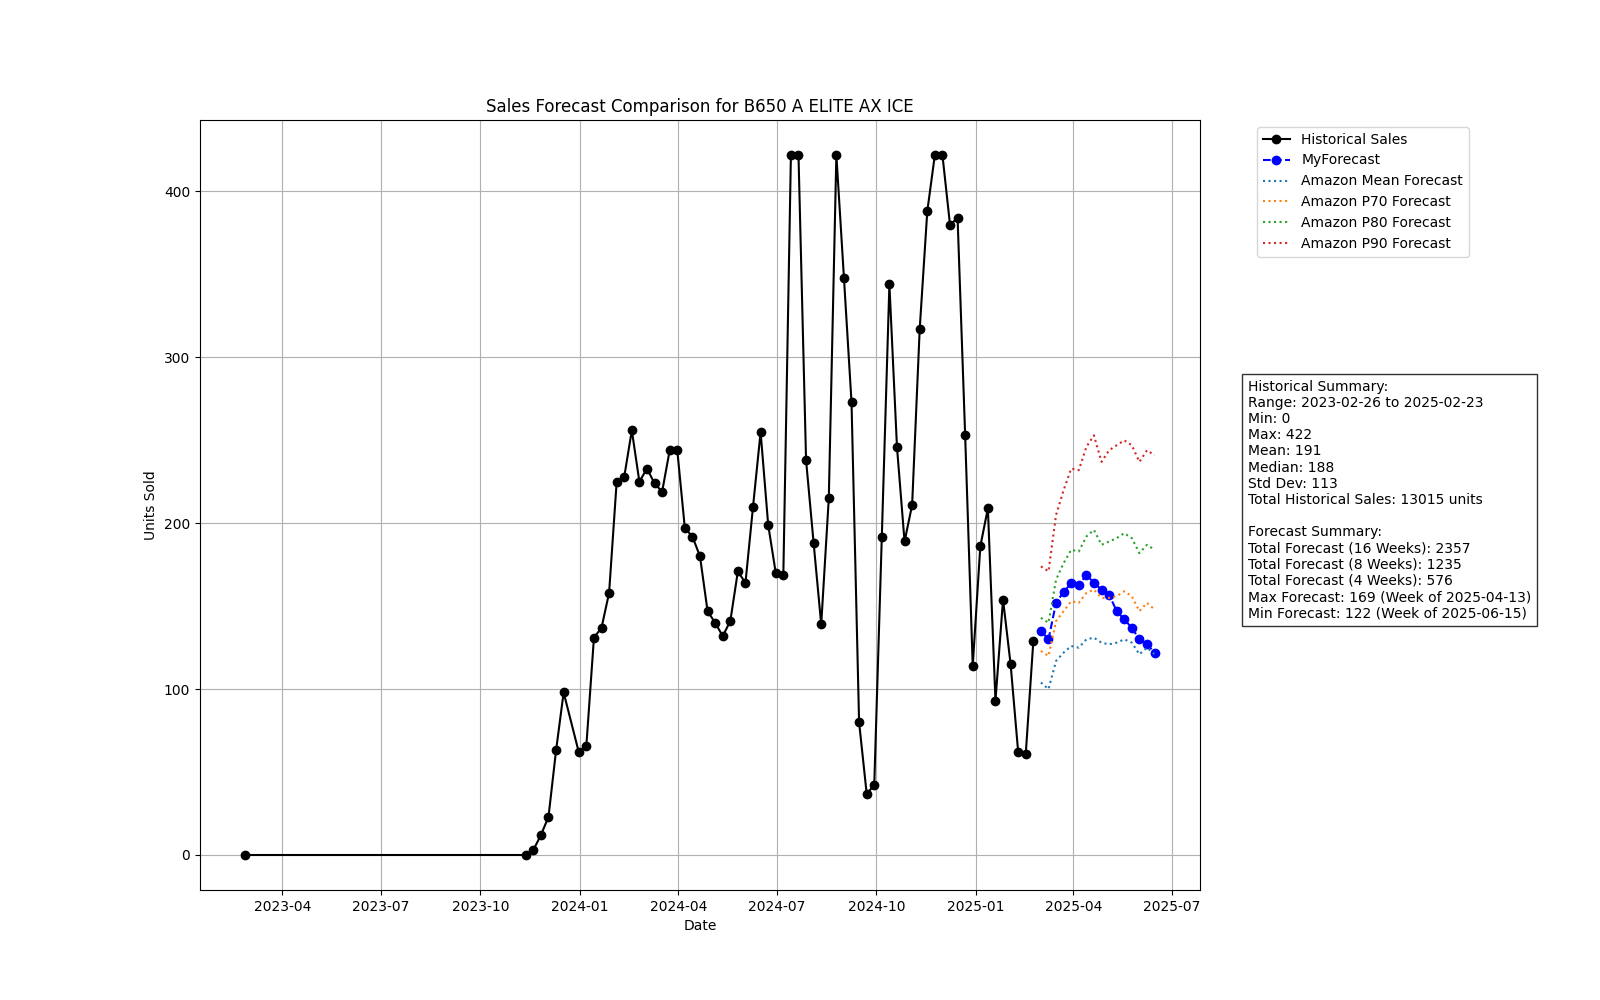 Sales Forecast Comparison for B650 A ELITE AX ICE
Units Sold
400
300
200
100
0
2023-04
2023-07
2023-10
2024-01
2024-04
2024-07
2024-10
2025-01
2025-04
2025-07
Date
Historical Sales
MyForecast
Amazon Mean Forecast
Amazon P70 Forecast
Amazon P80 Forecast
Amazon P90 Forecast
Historical Summary:
Range: 2023-02-26 to 2025-02-23
Min: 0
Max: 422
Mean: 191
Median: 188
Std Dev: 113
Total Historical Sales: 13015 units
Forecast Summary:
Total Forecast (16 Weeks): 2357
Total Forecast (8 Weeks): 1235
Total Forecast (4 Weeks): 576
Max Forecast: 169 (Week of 2025-04-13)
Min Forecast: 122 (Week of 2025-06-15)